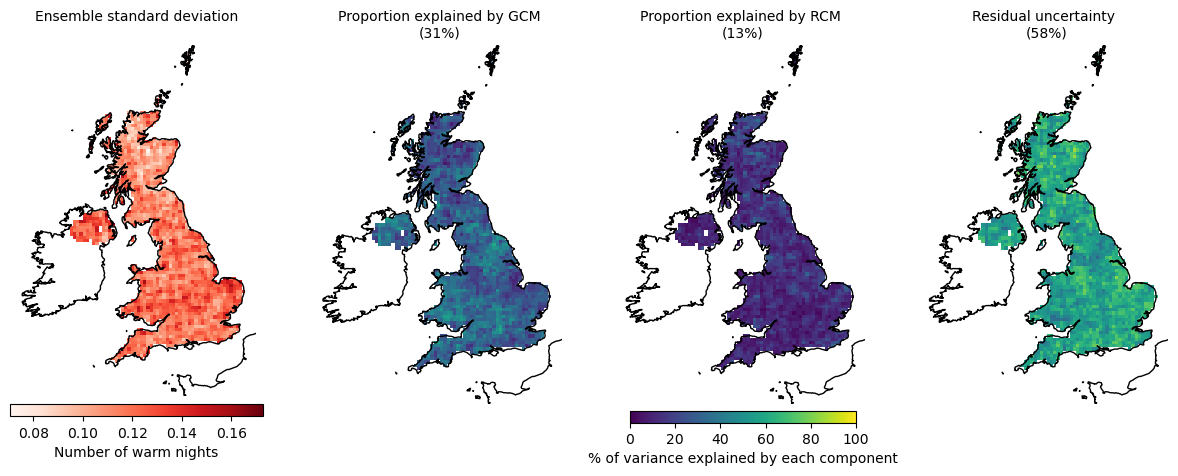 Ensemble standard deviation
Proportion explained by GCM
(31%)
Proportion explained by RCM
(13%)
Residual uncertainty
(58%)
0.08 0.10 0.12 0.14 0.16
Number of warm nights
0 20 40 60 80 100
% of variance explained by each component